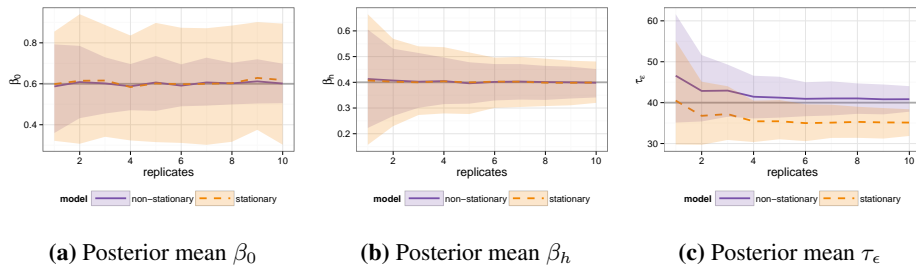 β₀
0.8
0.6
0.4
2 4 6 8 10
replicates
model non-stationary stationary
(a) Posterior mean β₀
βₕ
0.6
0.5
0.4
0.3
0.2
2 4 6 8 10
replicates
model non-stationary stationary
(b) Posterior mean βₕ
τ_ϵ
60
50
40
30
2 4 6 8 10
replicates
model non-stationary stationary
(c) Posterior mean τ_ϵ